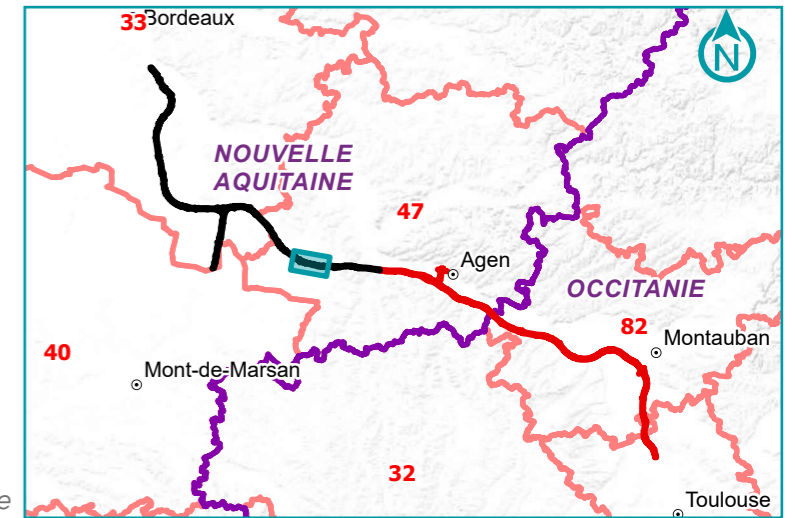 33
Bordeaux
N
NOUVELLE
AQUITAINE
47
Agen
OCCITANIE
82
Montauban
40
Mont-de-Marsan
32
Toulouse
e